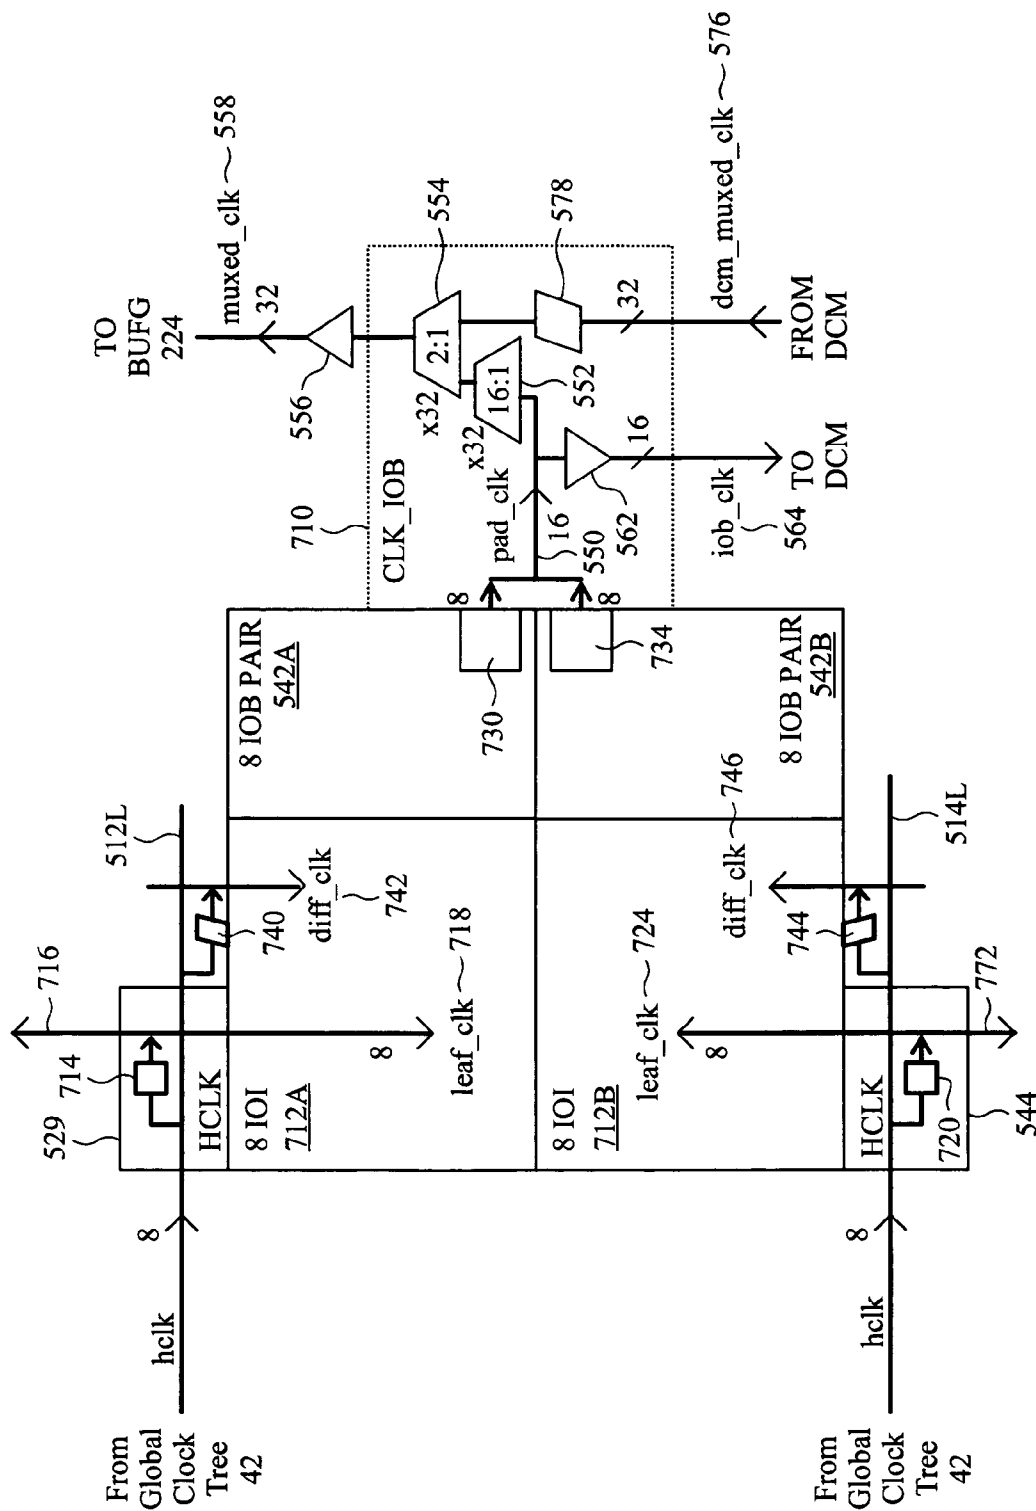 From
Global
Clock
Tree
42
hclk
8
529
714
716
HCLK
8
512L
740
diff_clk
742
8 IOI
712A
leaf_clk 718
8 IOB PAIR
542A
730
8
710
CLK_IOB
pad_clk
16
550
x32
16:1
552
x32
2:1
554
556
TO
BUFG
224
muxed_clk 558
32
562
16
iob_clk
564
TO
DCM
578
32
dcm_muxed_clk 576
FROM
DCM
8
734
8 IOB PAIR
542B
8 IOI
712B
leaf_clk 724
8
diff_clk 746
744
514L
772
HCLK
720
544
From
Global
Clock
Tree
42
hclk
8